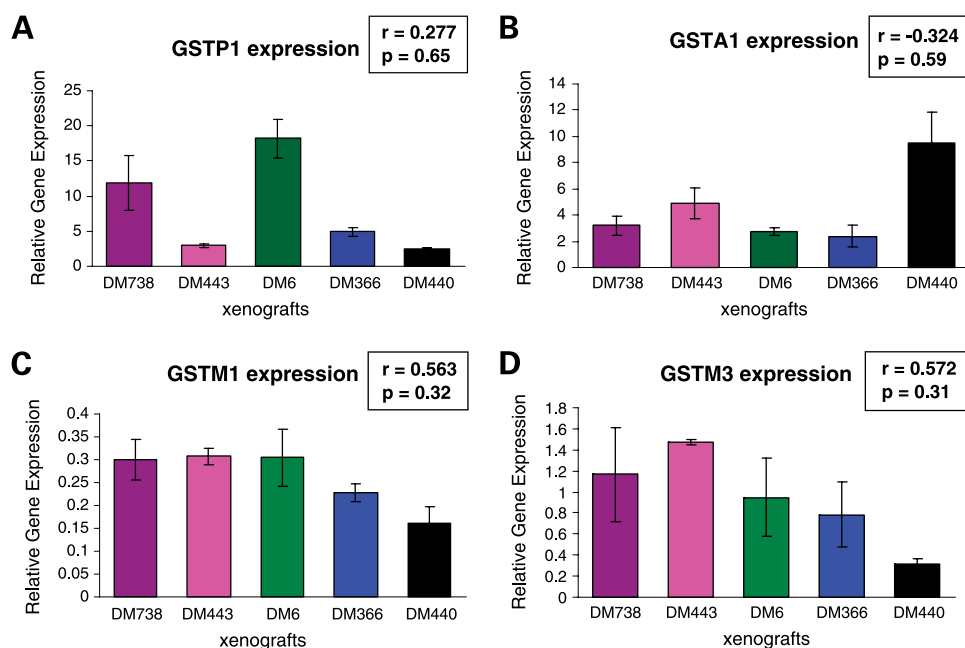 A
GSTP1 expression
r = 0.277
p = 0.65
Relative Gene Expression
25
20
15
10
5
0
DM738 DM443 DM6 DM366 DM440
xenografts
B
GSTA1 expression
r = -0.324
p = 0.59
Relative Gene Expression
14
12
10
8
6
4
2
0
DM738 DM443 DM6 DM366 DM440
xenografts
C
GSTM1 expression
r = 0.563
p = 0.32
Relative Gene Expression
0.4
0.35
0.3
0.25
0.2
0.15
0.1
0.05
0
DM738 DM443 DM6 DM366 DM440
xenografts
D
GSTM3 expression
r = 0.572
p = 0.31
Relative Gene Expression
1.8
1.6
1.4
1.2
1
0.8
0.6
0.4
0.2
0
DM738 DM443 DM6 DM366 DM440
xenografts